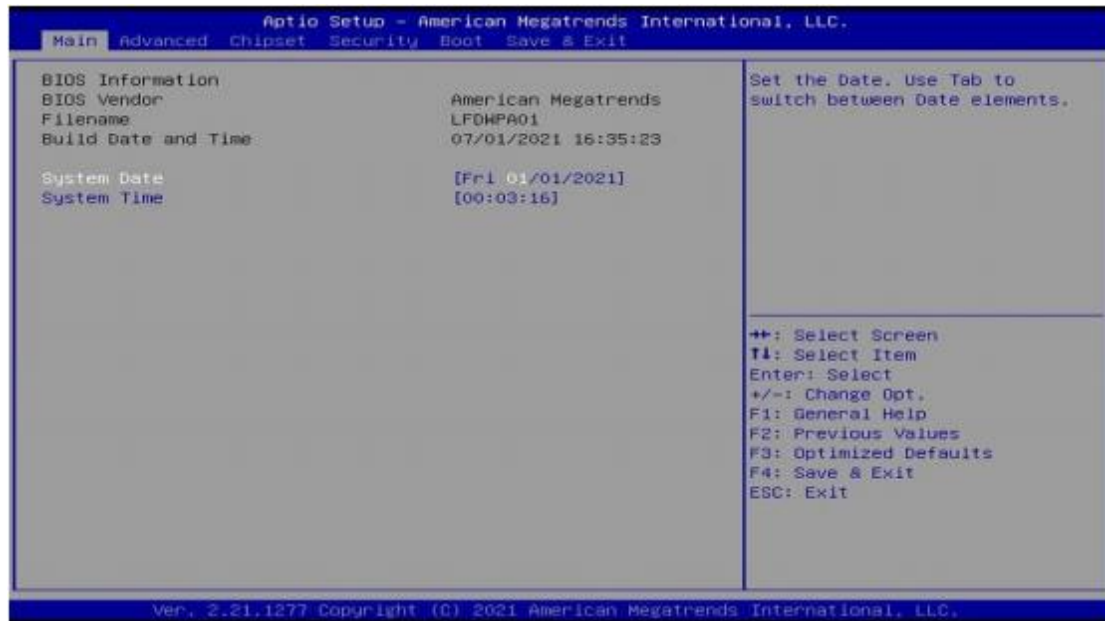 Aptio Setup – American Megatrends International, LLC.
Main Advanced Chipset Security Boot Save & Exit
BIOS Information
BIOS Vendor American Megatrends
Filename LFDWPA01
Build Date and Time 07/01/2021 16:35:23
System Date [Fri 01/01/2021]
System Time [00:03:16]
Set the Date. Use Tab to
switch between Date elements.
→←: Select Screen
↑↓: Select Item
Enter: Select
+/-: Change Opt.
F1: General Help
F2: Previous Values
F3: Optimized Defaults
F4: Save & Exit
ESC: Exit
Ver. 2.21.1277 Copyright (C) 2021 American Megatrends International, LLC.